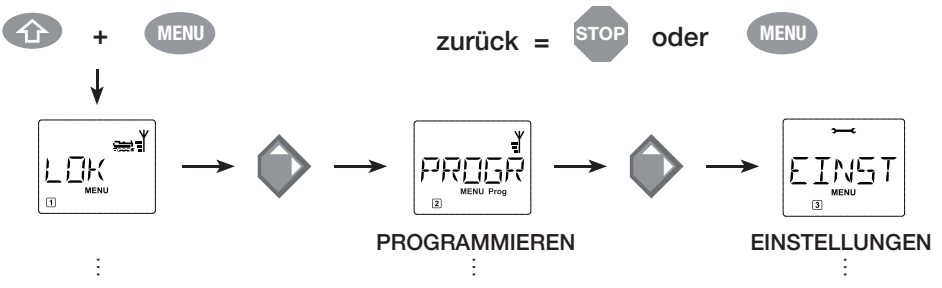 + MENU zurück = STOP oder MENU
LOK
MENU
1
PROGR
MENU Prog
2
EINST
MENU
3
PROGRAMMIEREN EINSTELLUNGEN